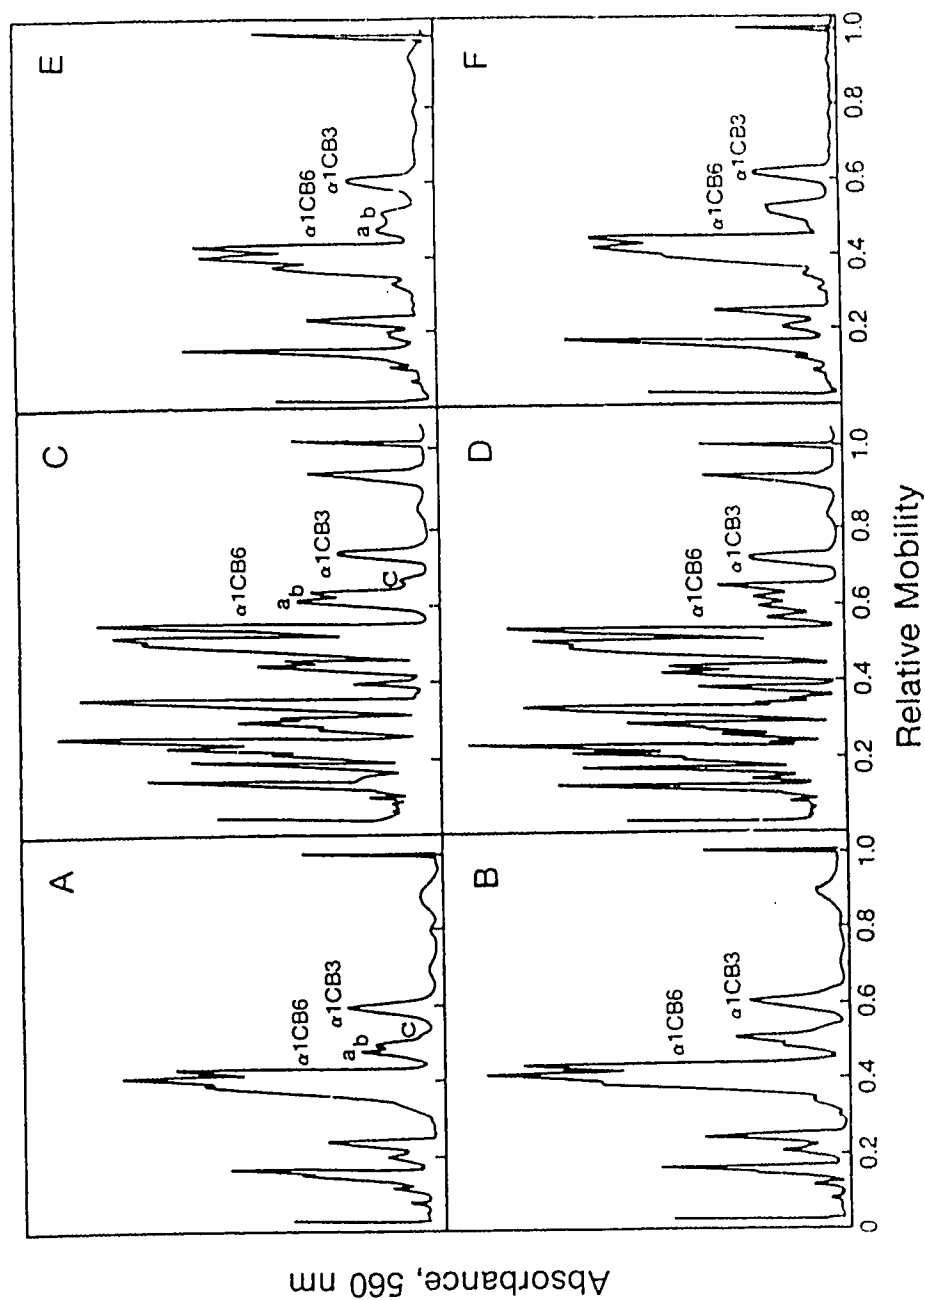 A
α1CB6
α1CB3
a
b
c
C
α1CB6
α1CB3
a
b
c
E
α1CB6
α1CB3
a
b
B
α1CB6
α1CB3
D
α1CB6
α1CB3
F
α1CB6
α1CB3
0 0.2 0.4 0.6 0.8 1.0
0.2 0.4 0.6 0.8 1.0
0.2 0.4 0.6 0.8 1.0
Relative Mobility
Absorbance, 560 nm